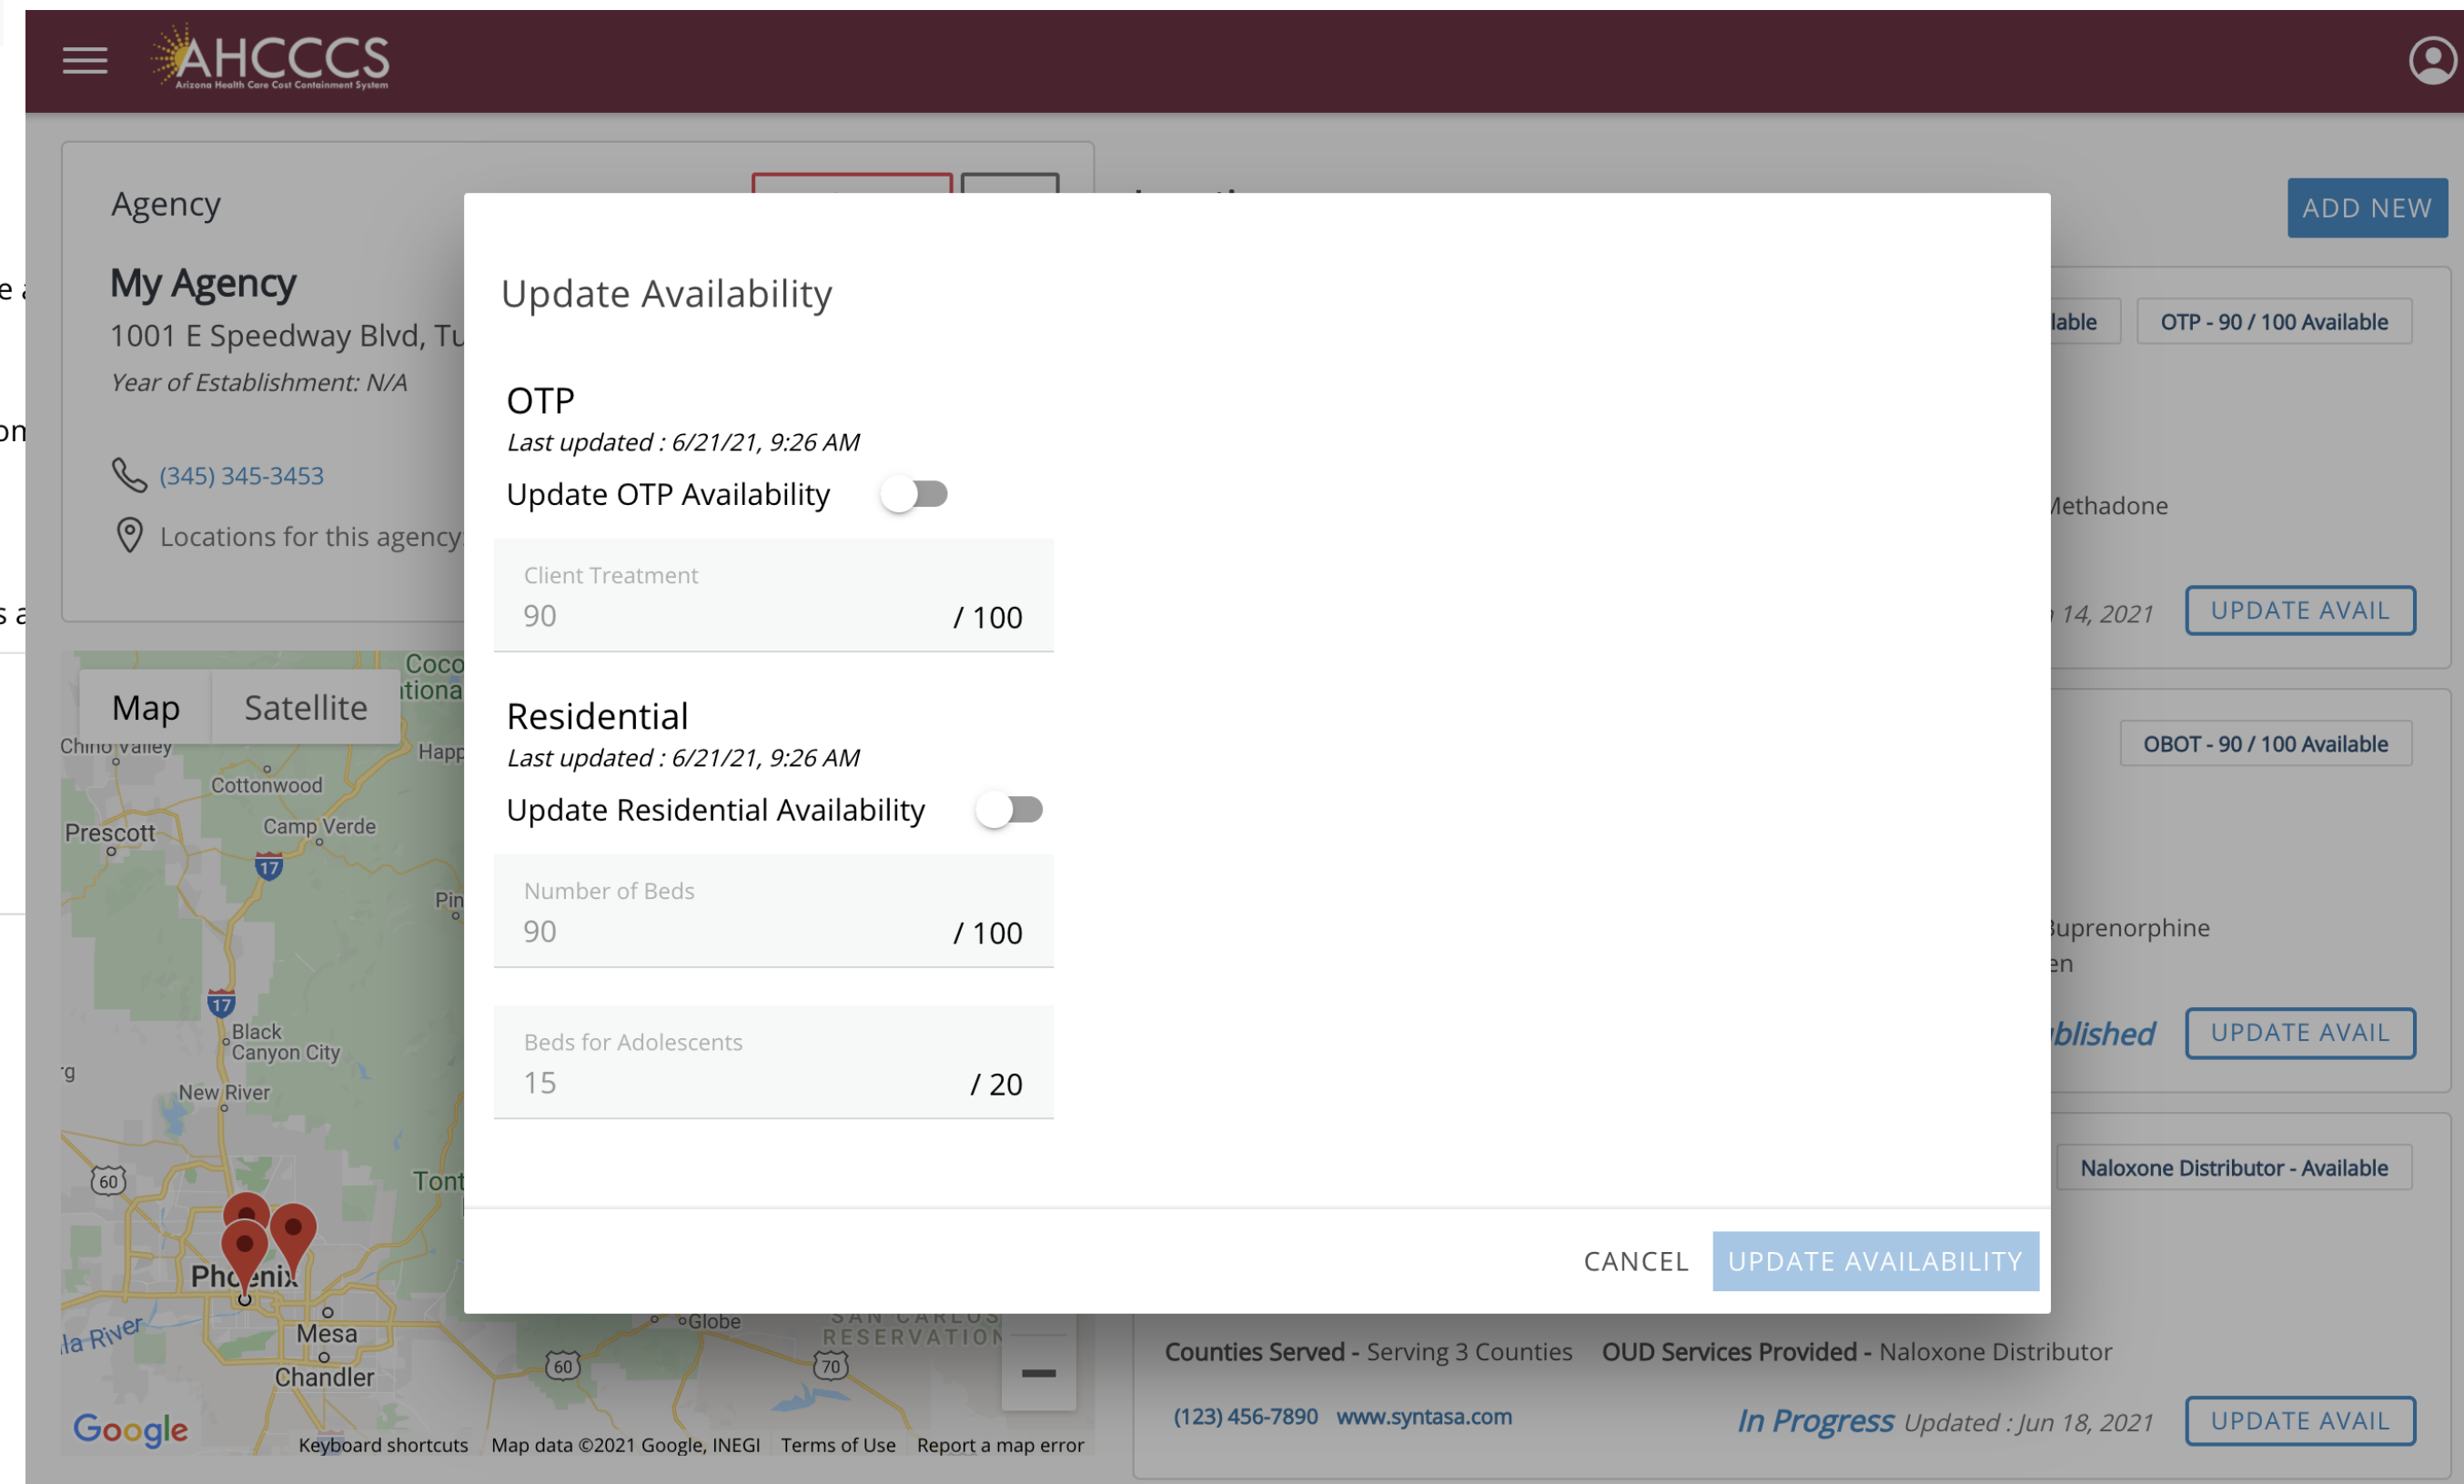 AHCCCS
Arizona Health Care Cost Containment System
Agency
ADD NEW
My Agency
1001 E Speedway Blvd, Tu
Year of Establishment: N/A
(345) 345-3453
Locations for this agency
Map
Satellite
Coco
Chino Valley
Happ
Cottonwood
Prescott
Camp Verde
17
Pin
17
Black
Canyon City
New River
60
Tont
Phoenix
Mesa
Chandler
la River
Globe
SAN CARLOS
RESERVATION
60
70
Google
Keyboard shortcuts
Map data ©2021 Google, INEGI
Terms of Use
Report a map error
Update Availability
OTP
Last updated : 6/21/21, 9:26 AM
Update OTP Availability
Client Treatment
90 / 100
Residential
Last updated : 6/21/21, 9:26 AM
Update Residential Availability
Number of Beds
90 / 100
Beds for Adolescents
15 / 20
CANCEL
UPDATE AVAILABILITY
lable
OTP - 90 / 100 Available
Methadone
14, 2021
UPDATE AVAIL
OBOT - 90 / 100 Available
Buprenorphine
en
blished
UPDATE AVAIL
Naloxone Distributor - Available
Counties Served - Serving 3 Counties OUD Services Provided - Naloxone Distributor
(123) 456-7890 www.syntasa.com
In Progress Updated : Jun 18, 2021
UPDATE AVAIL